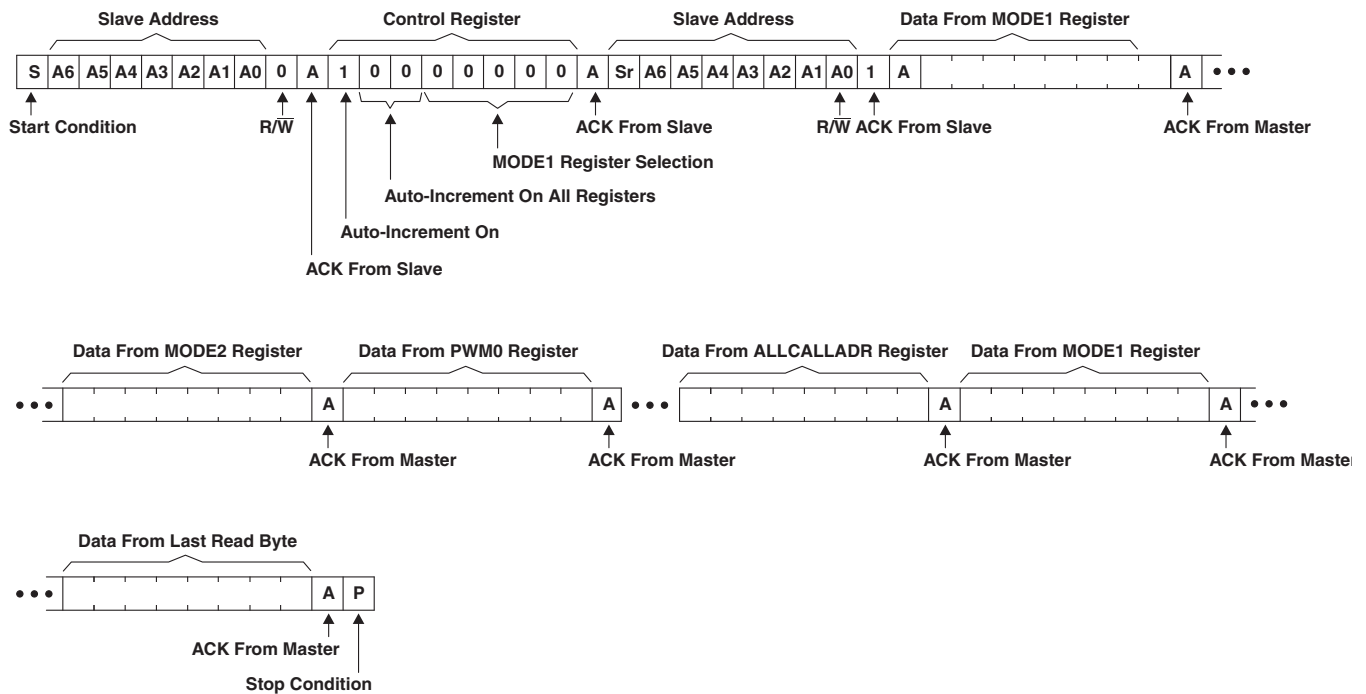 Slave Address Control Register Slave Address Data From MODE1 Register
S A6 A5 A4 A3 A2 A1 A0 0 A 1 0 0 0 0 0 0 0 A Sr A6 A5 A4 A3 A2 A1 A0 1 A A •••
Start Condition R/W̅ ACK From Slave R/W̅ ACK From Slave ACK From Master
MODE1 Register Selection
Auto-Increment On All Registers
Auto-Increment On
ACK From Slave
Data From MODE2 Register Data From PWM0 Register Data From ALLCALLADR Register Data From MODE1 Register
••• A A ••• A A •••
ACK From Master ACK From Master ACK From Master ACK From Master
Data From Last Read Byte
••• A P
ACK From Master
Stop Condition